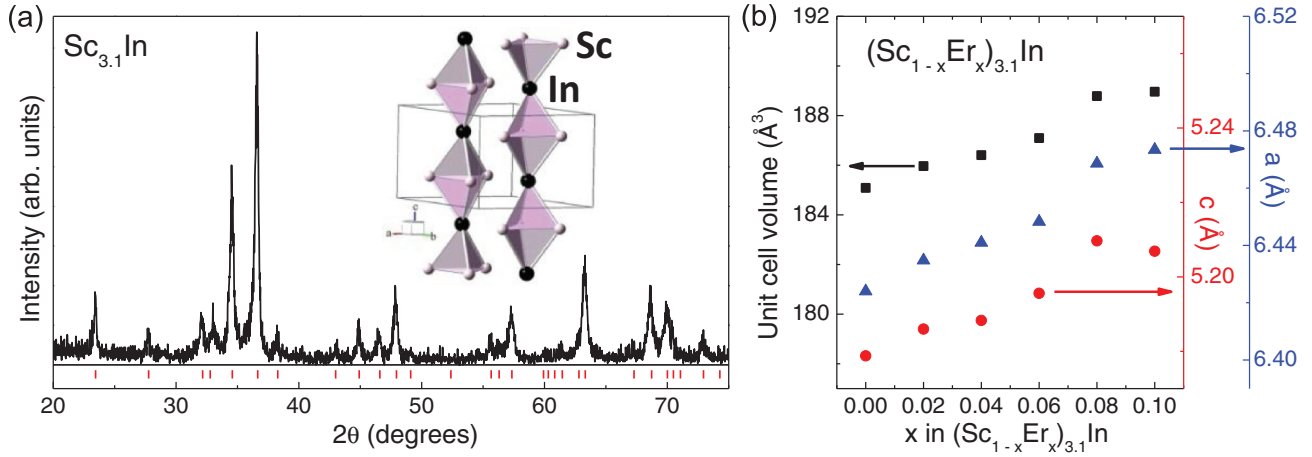 (a)
Sc3.1In
Sc
In
c
a
b
Intensity (arb. units)
20 30 40 50 60 70
2θ (degrees)
(b)
(Sc1-xErx)3.1In
192
188
184
180
Unit cell volume (Å³)
0.00 0.02 0.04 0.06 0.08 0.10
x in (Sc1-xErx)3.1In
5.24
5.20
c (Å)
6.52
6.48
6.44
6.40
a (Å)